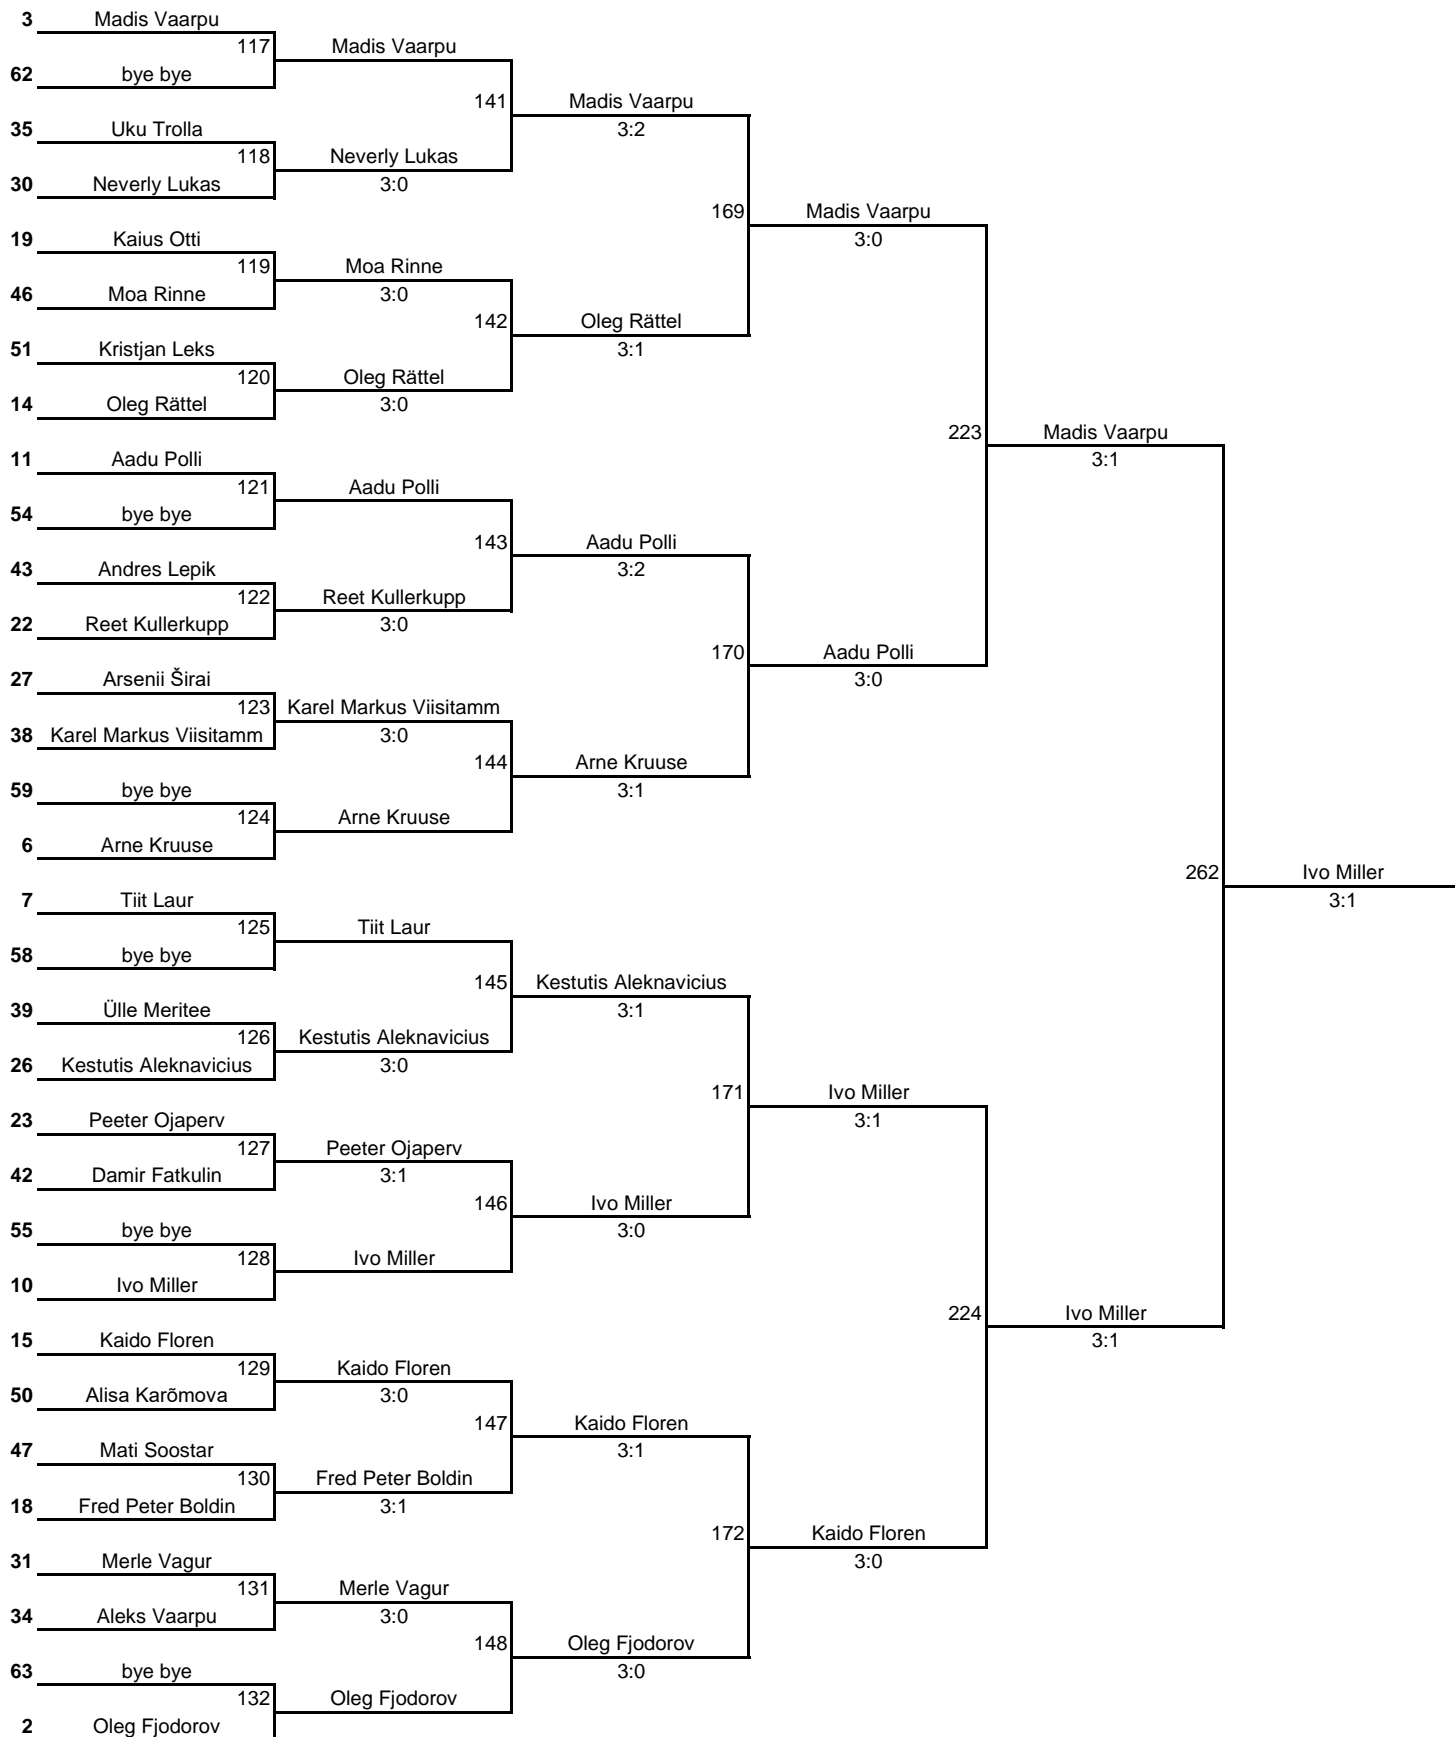 3 Madis Vaarpu
117 Madis Vaarpu
62 bye bye
141 Madis Vaarpu
35 Uku Trolla 3:2
118 Neverly Lukas
30 Neverly Lukas 3:0
169 Madis Vaarpu
19 Kaius Otti 3:0
119 Moa Rinne
46 Moa Rinne 3:0
142 Oleg Rättel
51 Kristjan Leks 3:1
120 Oleg Rättel
14 Oleg Rättel 3:0
223 Madis Vaarpu
11 Aadu Polli 3:1
121 Aadu Polli
54 bye bye
143 Aadu Polli
43 Andres Lepik 3:2
122 Reet Kullerkupp
22 Reet Kullerkupp 3:0
170 Aadu Polli
27 Arsenii Širai 3:0
123 Karel Markus Viisitamm
38 Karel Markus Viisitamm 3:0
144 Arne Kruuse
59 bye bye 3:1
124 Arne Kruuse
6 Arne Kruuse
262 Ivo Miller
7 Tiit Laur 3:1
125 Tiit Laur
58 bye bye
145 Kestutis Aleknavicius
39 Ülle Meritee 3:1
126 Kestutis Aleknavicius
26 Kestutis Aleknavicius 3:0
171 Ivo Miller
23 Peeter Ojaperv 3:1
127 Peeter Ojaperv
42 Damir Fatkulin 3:1
146 Ivo Miller
55 bye bye 3:0
128 Ivo Miller
10 Ivo Miller
224 Ivo Miller
15 Kaido Floren 3:1
129 Kaido Floren
50 Alisa Karõmova 3:0
147 Kaido Floren
47 Mati Soostar 3:1
130 Fred Peter Boldin
18 Fred Peter Boldin 3:1
172 Kaido Floren
31 Merle Vagur 3:0
131 Merle Vagur
34 Aleks Vaarpu 3:0
148 Oleg Fjodorov
63 bye bye 3:0
132 Oleg Fjodorov
2 Oleg Fjodorov